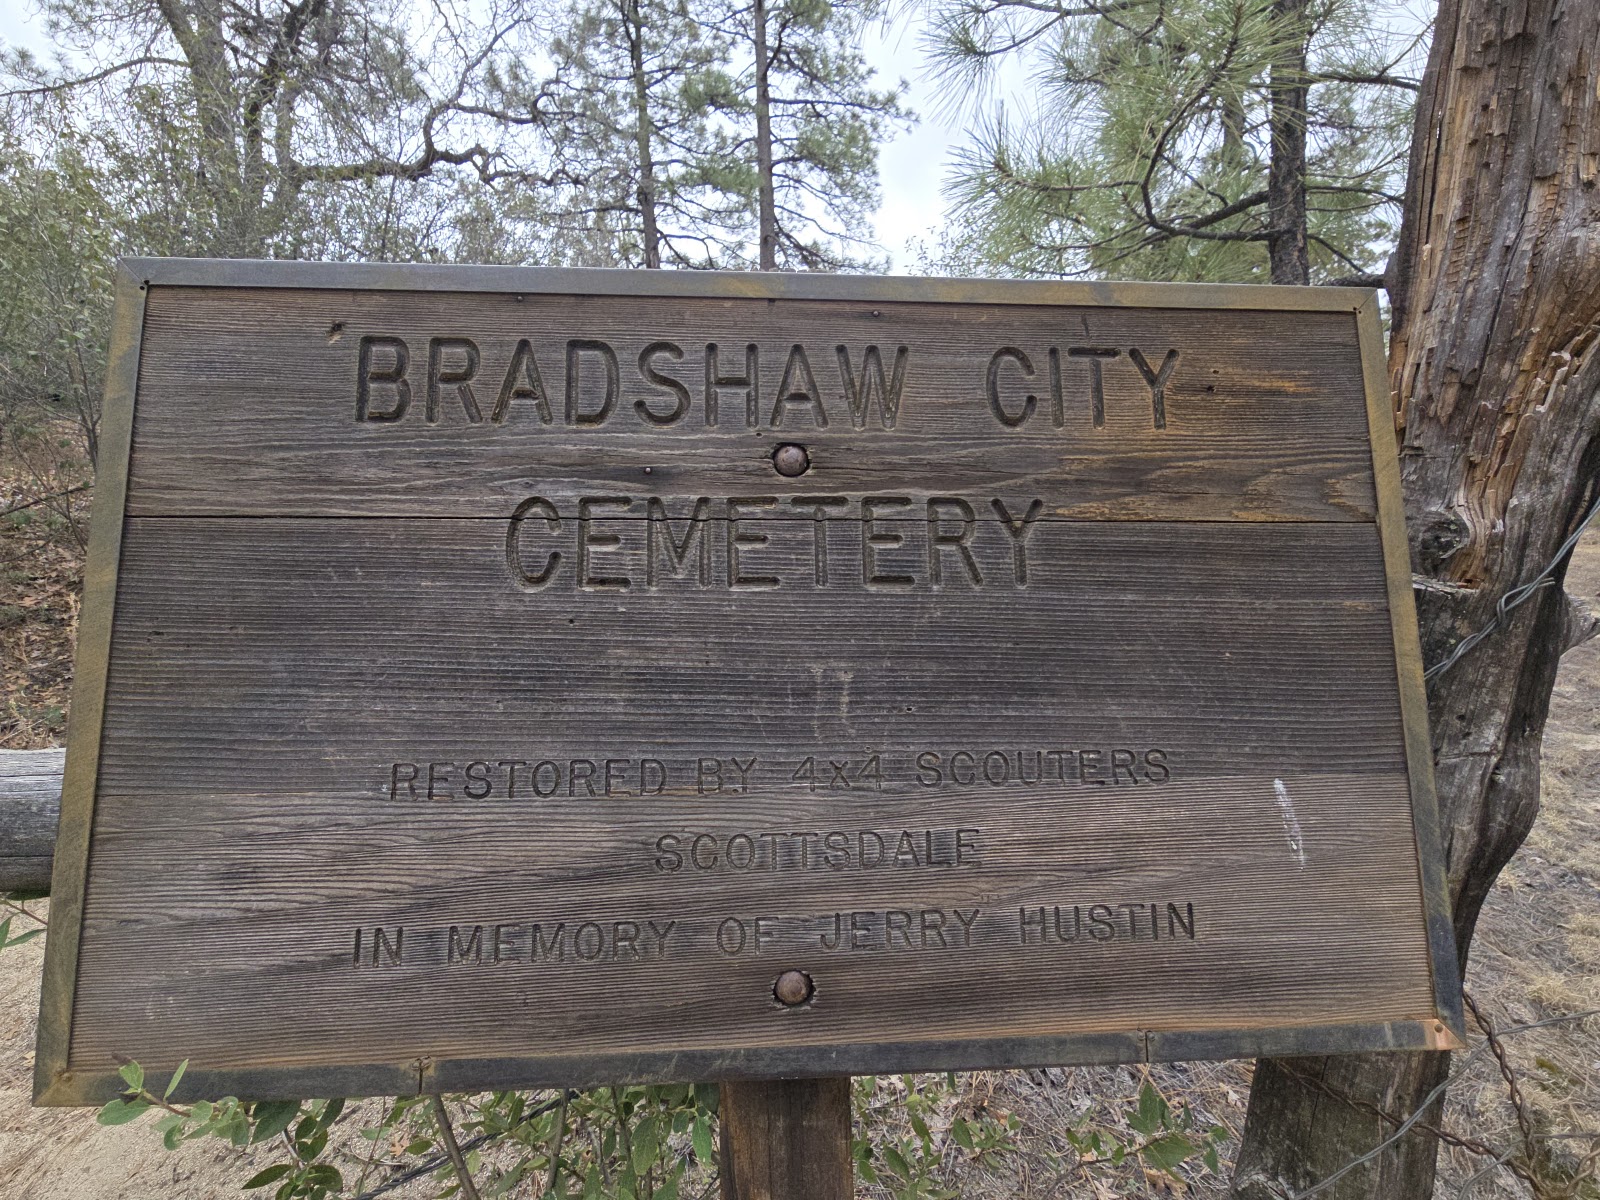 BRADSHAW CITY
CEMETERY
RESTORED BY 4x4 SCOUTERS
SCOTTSDALE
IN MEMORY OF JERRY HUSTIN